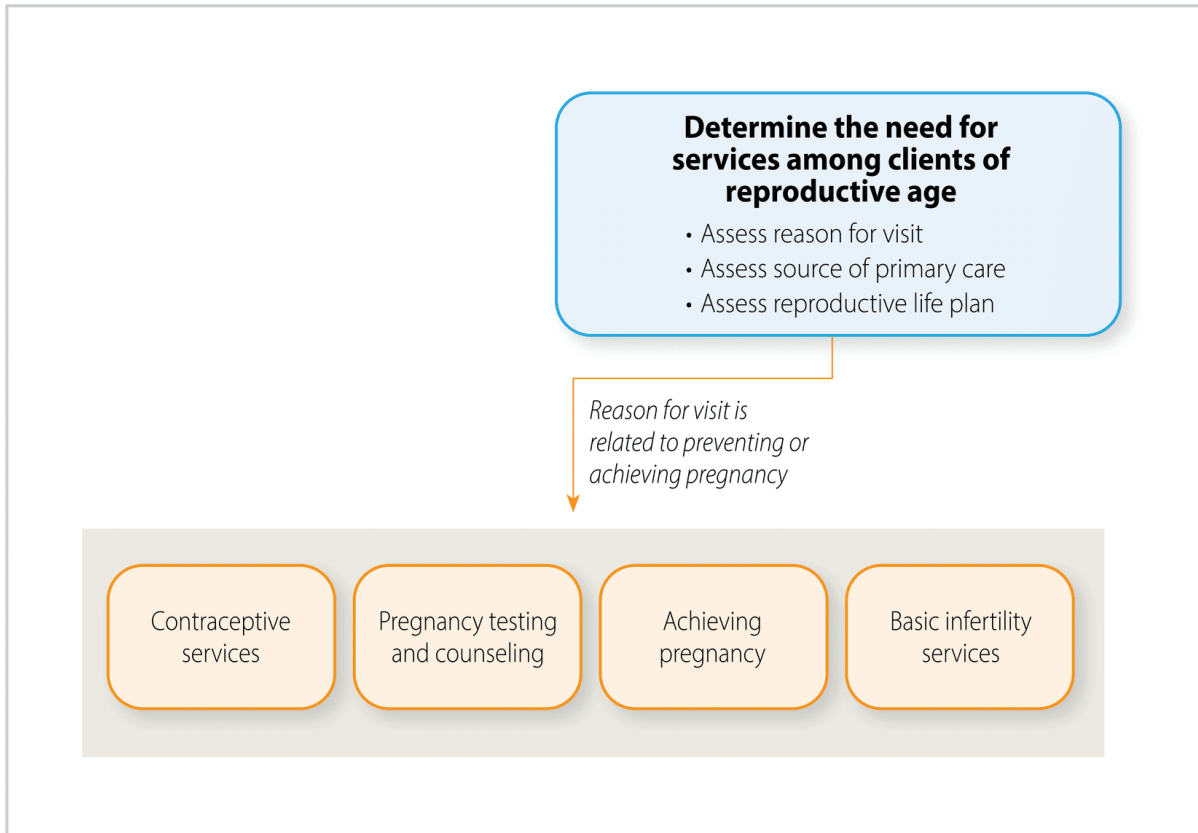 Determine the need for
services among clients of
reproductive age
• Assess reason for visit
• Assess source of primary care
• Assess reproductive life plan
Reason for visit is
related to preventing or
achieving pregnancy
Contraceptive
services
Pregnancy testing
and counseling
Achieving
pregnancy
Basic infertility
services